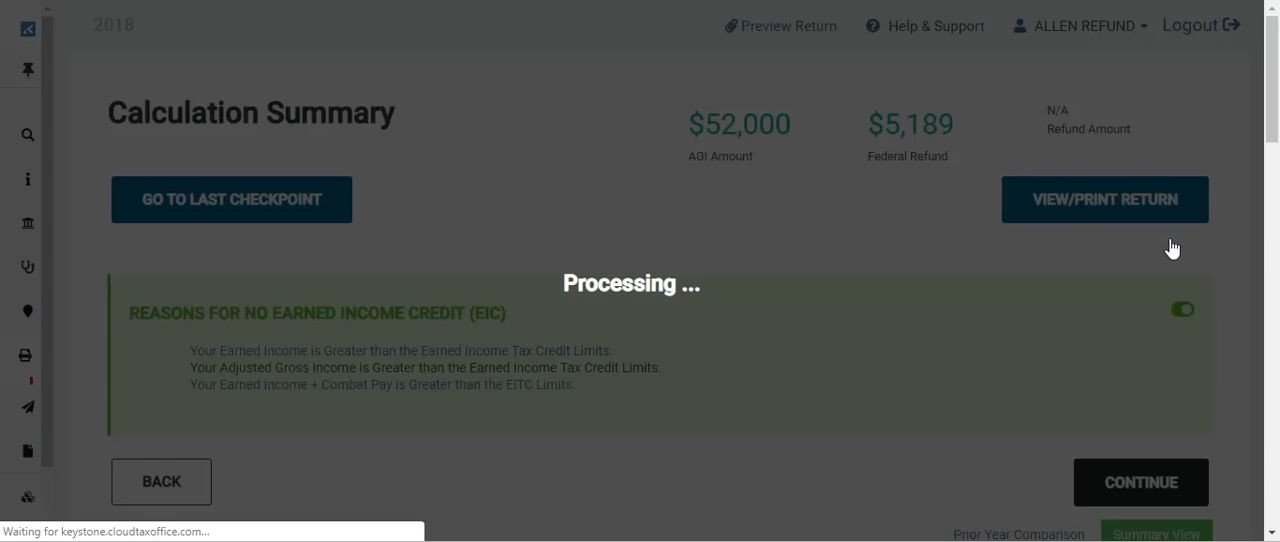 2018
Preview Return
Help & Support
ALLEN REFUND
Logout
Calculation Summary
$52,000
AGI Amount
$5,189
Federal Refund
N/A
Refund Amount
GO TO LAST CHECKPOINT
VIEW/PRINT RETURN
Processing ...
REASONS FOR NO EARNED INCOME CREDIT (EIC)
Your Earned Income is Greater than the Earned Income Tax Credit Limits.
Your Adjusted Gross Income is Greater than the Earned Income Tax Credit Limits.
Your Earned Income + Combat Pay is Greater than the EITC Limits.
BACK
CONTINUE
Prior Year Comparison
Summary View
Waiting for keystone.cloudtaxoffice.com...